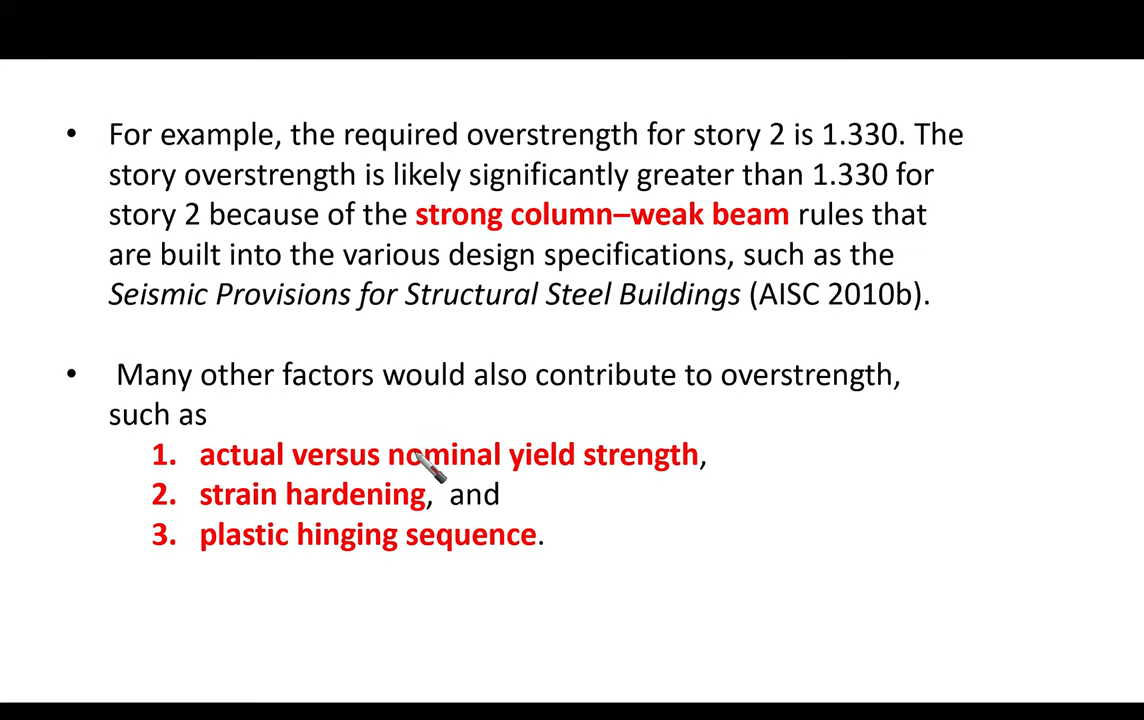 • For example, the required overstrength for story 2 is 1.330. The
story overstrength is likely significantly greater than 1.330 for
story 2 because of the strong column–weak beam rules that
are built into the various design specifications, such as the
Seismic Provisions for Structural Steel Buildings (AISC 2010b).
• Many other factors would also contribute to overstrength,
such as
1. actual versus nominal yield strength,
2. strain hardening, and
3. plastic hinging sequence.